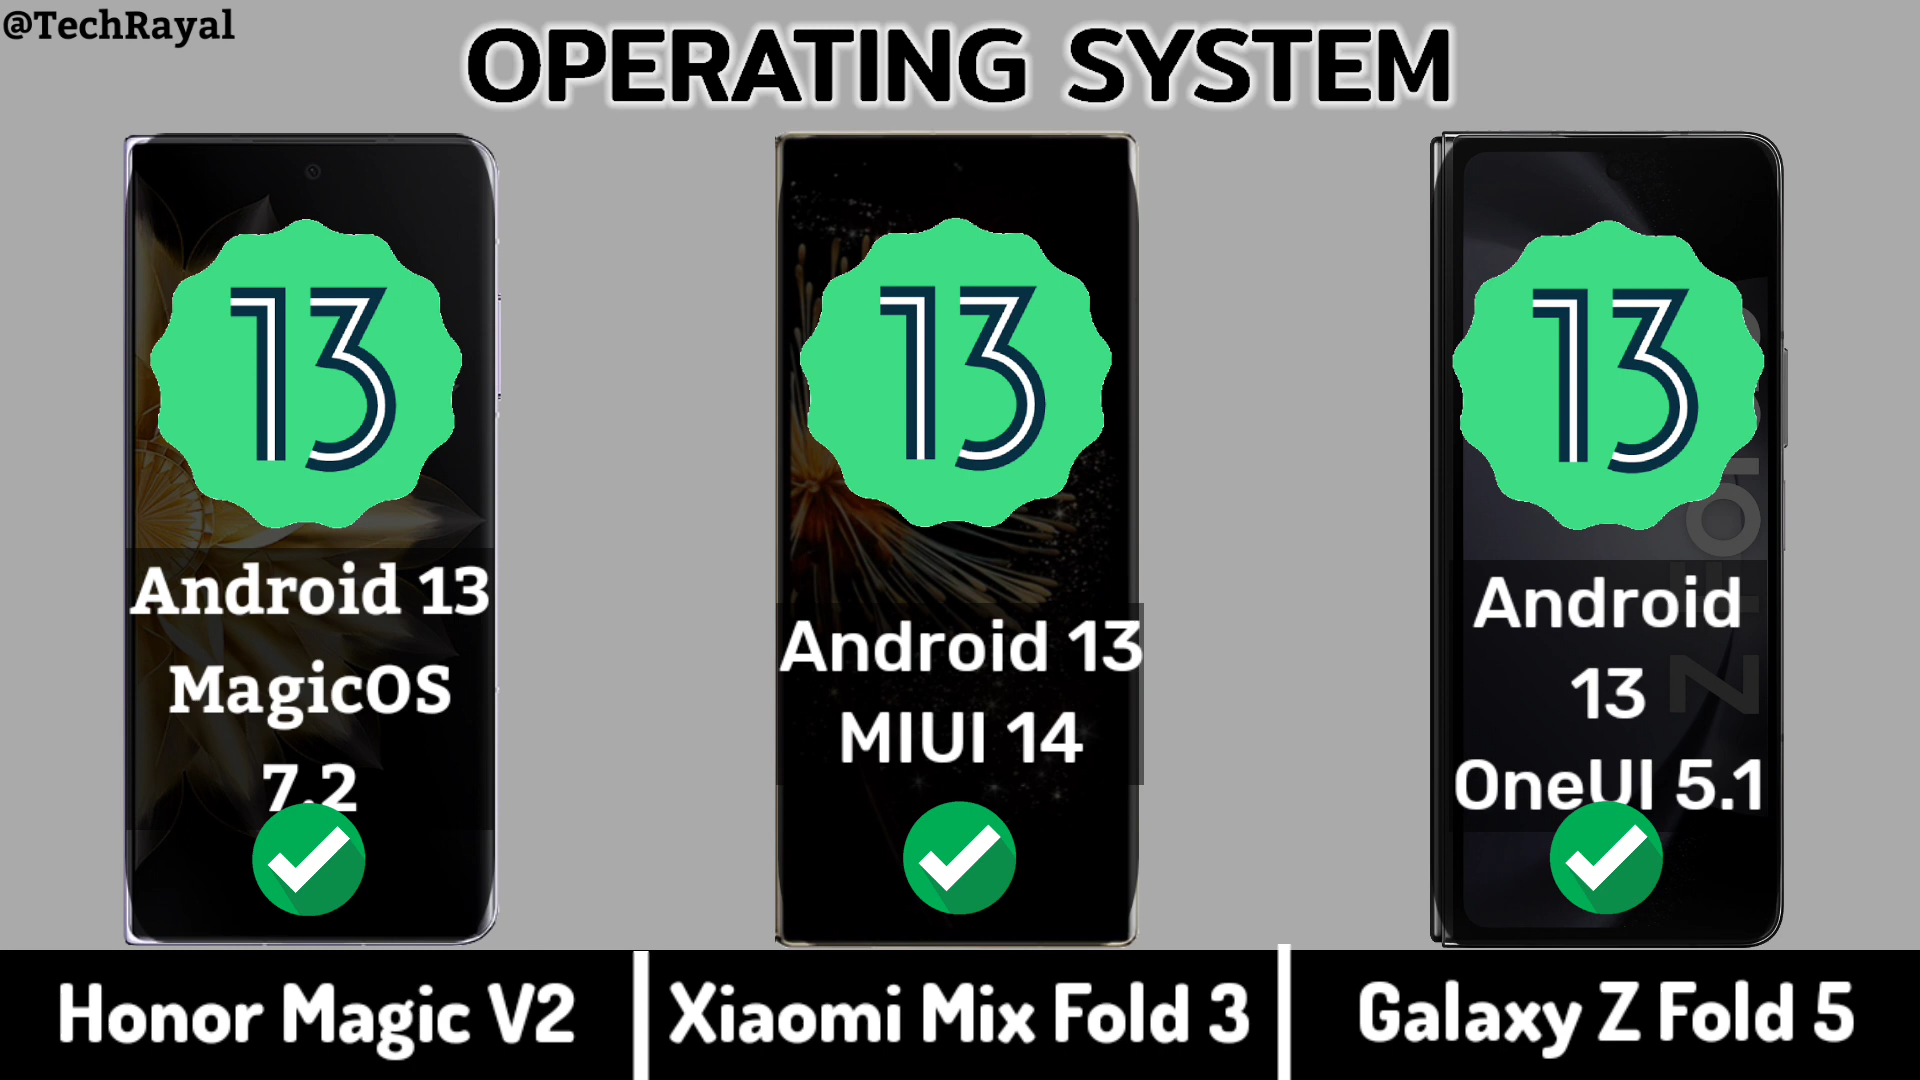 @TechRayal
OPERATING SYSTEM
13
Android 13
MagicOS
7.2
13
Android 13
MIUI 14
13
Z Fold5
Android
13
OneUI 5.1
Honor Magic V2
Xiaomi Mix Fold 3
Galaxy Z Fold 5